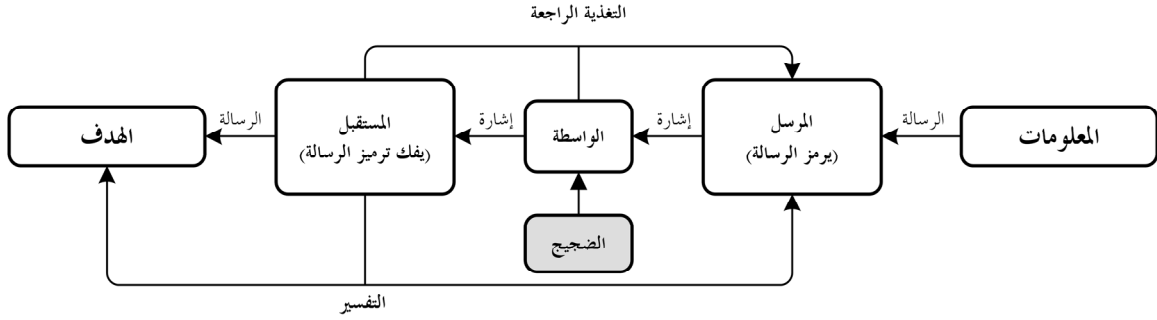 التغذية الراجعة
المعلومات
الرسالة
المرسل
(يرمز الرسالة)
إشارة
الواسطة
إشارة
المستقبل
(يفك ترميز الرسالة)
الرسالة
الهدف
الضجيج
التفسير